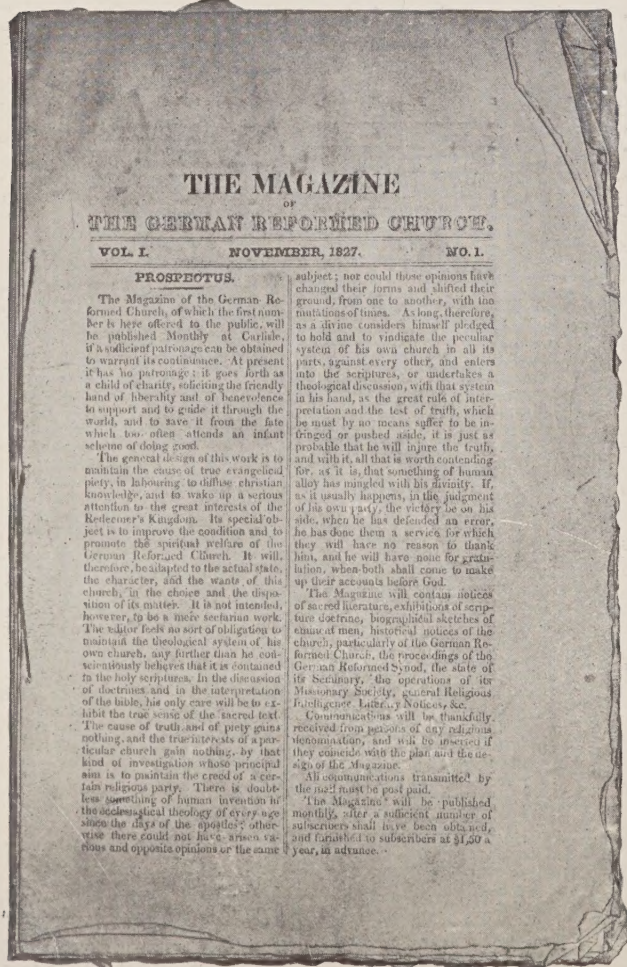 THE MAGAZINE
OF
THE GERMAN REFORMED CHURCH.
VOL. I. NOVEMBER, 1827. NO. 1.
PROSPECTUS.
The Magazine of the German Re-
formed Church, of which the first num-
ber is here offered to the public, will
be published Monthly at Carlisle,
if a sufficient patronage can be obtained
to warrant its continuance. At present
it has no patronage: it goes forth as
a child of charity, soliciting the friendly
hand of liberality and of benevolence
to support and to guide it through the
world, and to save it from the fate
which too often attends an infant
scheme of doing good.
The general design of this work is to
maintain the cause of true evangelical
piety, in labouring to diffuse christian
knowledge, and to wake up a serious
attention to the great interests of the
Redeemer's Kingdom. Its special ob-
ject is to improve the condition and to
promote the spiritual welfare of the
German Reformed Church. It will,
therefore, be adapted to the actual state,
the character, and the wants of this
church, in the choice and the dispo-
sition of its matter. It is not intended,
however, to be a mere sectarian work.
The editor feels no sort of obligation to
maintain the theological system of his
own church, any further than he con-
scientiously believes that it is contained
in the holy scriptures. In the discussion
of doctrines and in the interpretation
of the bible, his only care will be to ex-
hibit the true sense of the sacred text.
The cause of truth and of piety gains
nothing, and the true interests of a par-
ticular church gain nothing, by that
kind of investigation whose principal
aim is to maintain the creed of a cer-
tain religious party. There is doubt-
less something of human invention in
the ecclesiastical theology of every age
since the days of the apostles; other-
wise there could not have arisen va-
rious and opposite opinions or the same
subject; nor could those opinions have
changed their forms and shifted their
ground, from one to another, with the
mutations of times. As long, therefore,
as a divine considers himself pledged
to hold and to vindicate the peculiar
system of his own church in all its
parts, against every other, and enters
into the scriptures, or undertakes a
theological discussion, with that system
in his hand, as the great rule of inter-
pretation and the test of truth, which
he must by no means suffer to be in-
fringed or pushed aside, it is just as
probable that he will injure the truth,
and with it, all that is worth contending
for, as it is, that something of human
alloy has mingled with his divinity. If,
as it usually happens, in the judgment
of his own party, the victory be on his
side, when he has defended an error,
he has done them a service for which
they will have no reason to thank
him, and he will have none for gratu-
lation, when both shall come to make
up their accounts before God.
The Magazine will contain notices
of sacred literature, exhibitions of scrip-
ture doctrine, biographical sketches of
eminent men, historical notices of the
church, particularly of the German Re-
formed Church, the proceedings of the
German Reformed Synod, the state of
its Seminary, the operations of its
Missionary Society, general Religious
Intelligence, Literary Notices, &c.
Communications will be thankfully
received from persons of any religious
denomination, and will be inserted if
they coincide with the plan and the de-
sign of the Magazine.
All communications transmitted by
the mail must be post paid.
The Magazine will be published
monthly, after a sufficient number of
subscribers shall have been obtained,
and furnished to subscribers at $1,50 a
year, in advance.